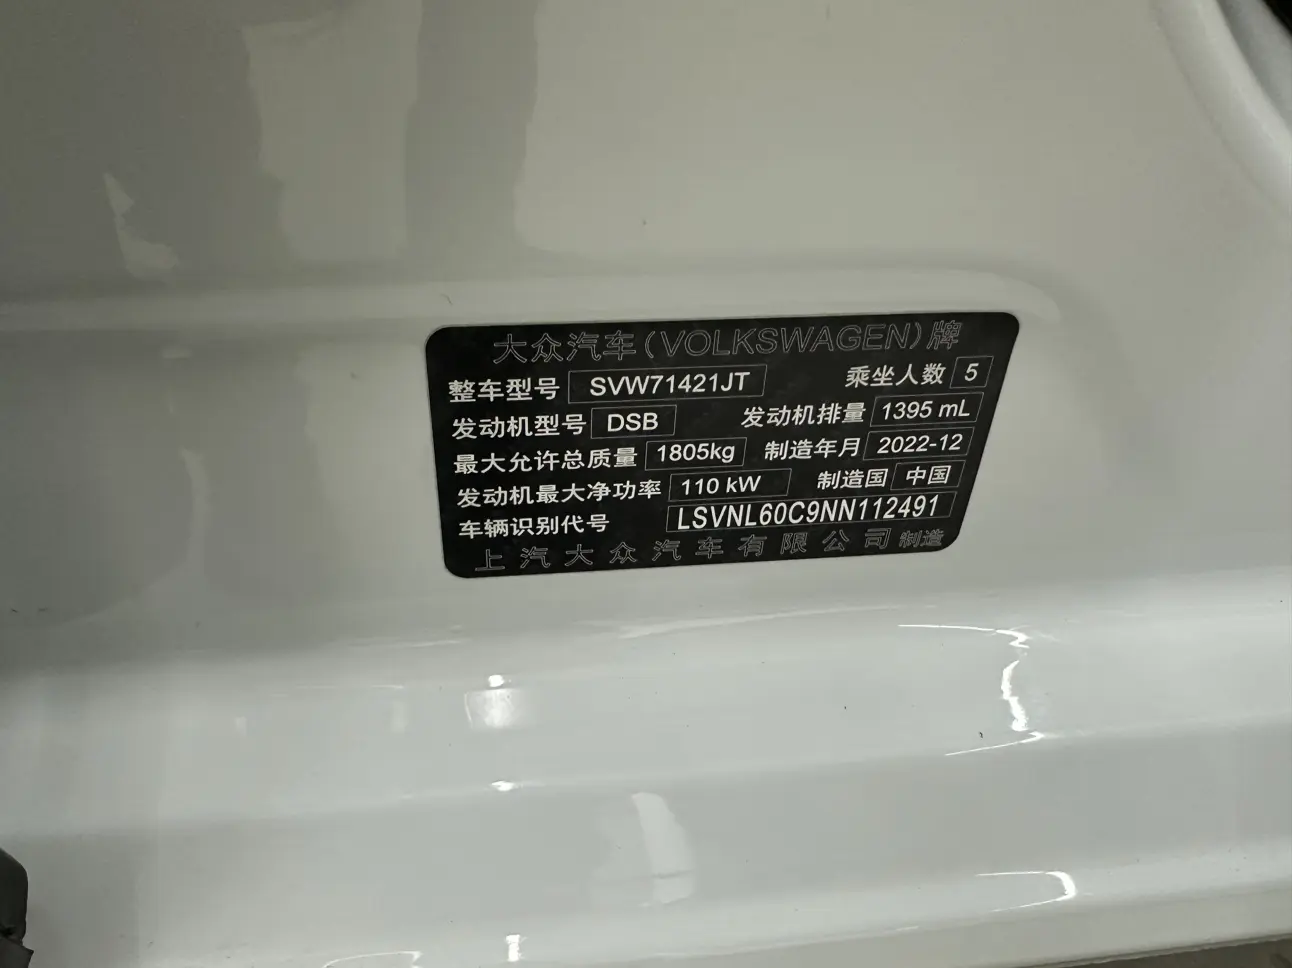 大众汽车(VOLKSWAGEN)牌
整车型号 SVW71421JT 乘坐人数 5
发动机型号 DSB 发动机排量 1395 mL
最大允许总质量 1805kg 制造年月 2022-12
发动机最大净功率 110 kW 制造国 中国
车辆识别代号 LSVNL60C9NN112491
上汽大众汽车有限公司 制造